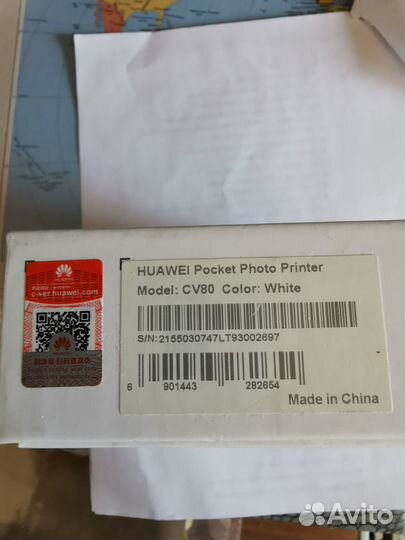 HUAWEI
c-ver.huawei.com
HUAWEI Pocket Photo Printer
Model: CV80 Color: White
S/N:2155030747LT93002697
6 901443 282654
Made in China
Avito